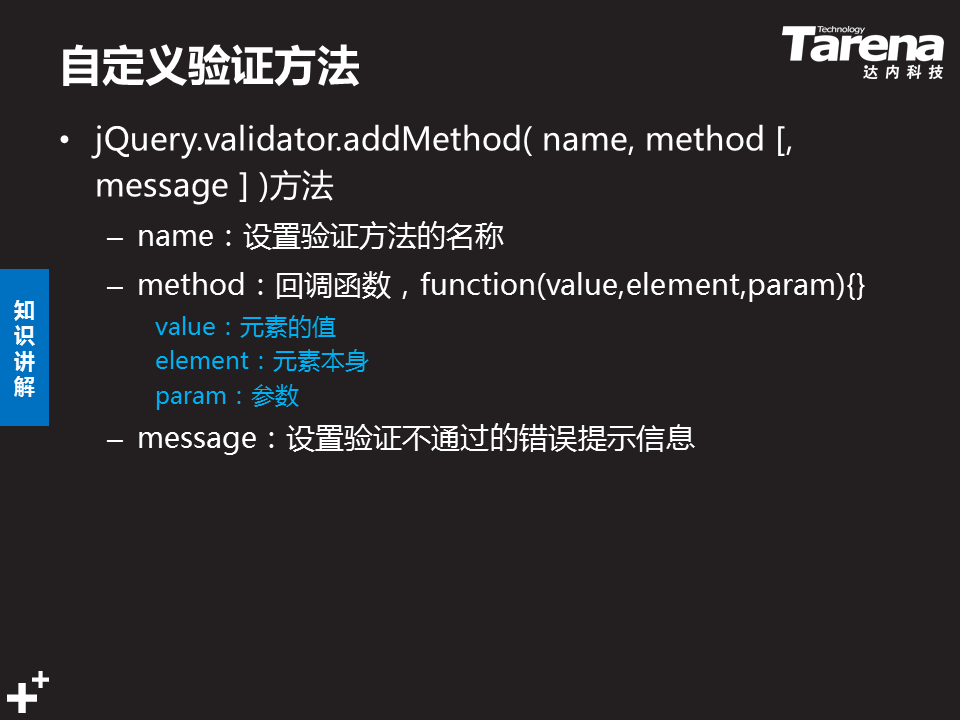 自定义验证方法
Technology
Tarena
达内科技
• jQuery.validator.addMethod( name, method [,
message ] )方法
– name：设置验证方法的名称
– method：回调函数，function(value,element,param){}
value：元素的值
element：元素本身
param：参数
– message：设置验证不通过的错误提示信息
知
识
讲
解